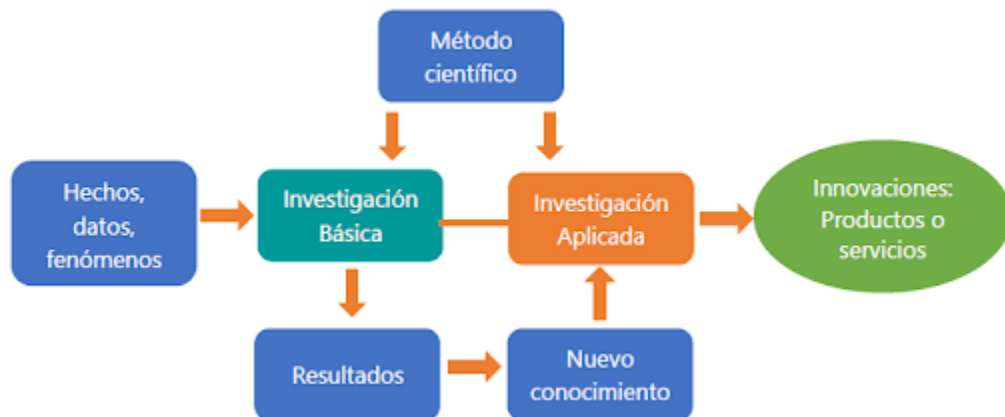 Método
científico
Hechos,
datos,
fenómenos
Investigación
Básica
Investigación
Aplicada
Innovaciones:
Productos o
servicios
Resultados
Nuevo
conocimiento